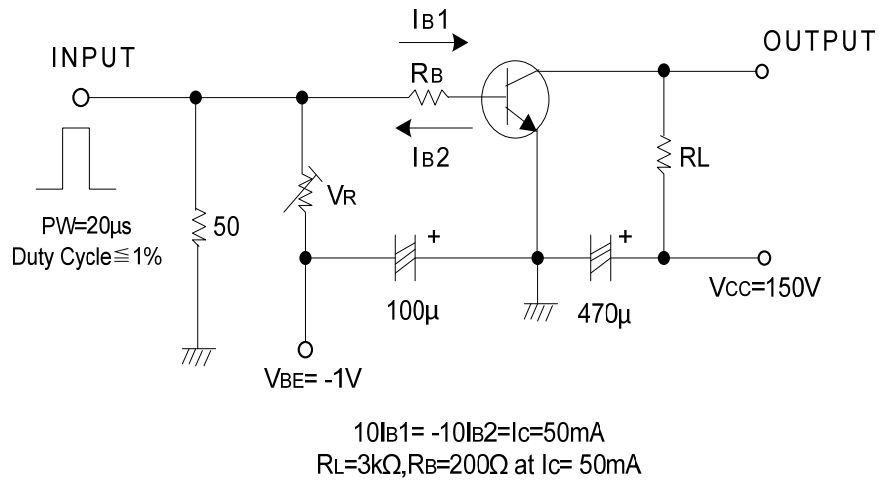 IB1
OUTPUT
INPUT
RB
IB2
RL
VR
PW=20µs
50
Duty Cycle≦1%
+
+
VCC=150V
100µ
470µ
VBE= -1V
10IB1= -10IB2=IC=50mA
RL=3kΩ,RB=200Ω at IC= 50mA